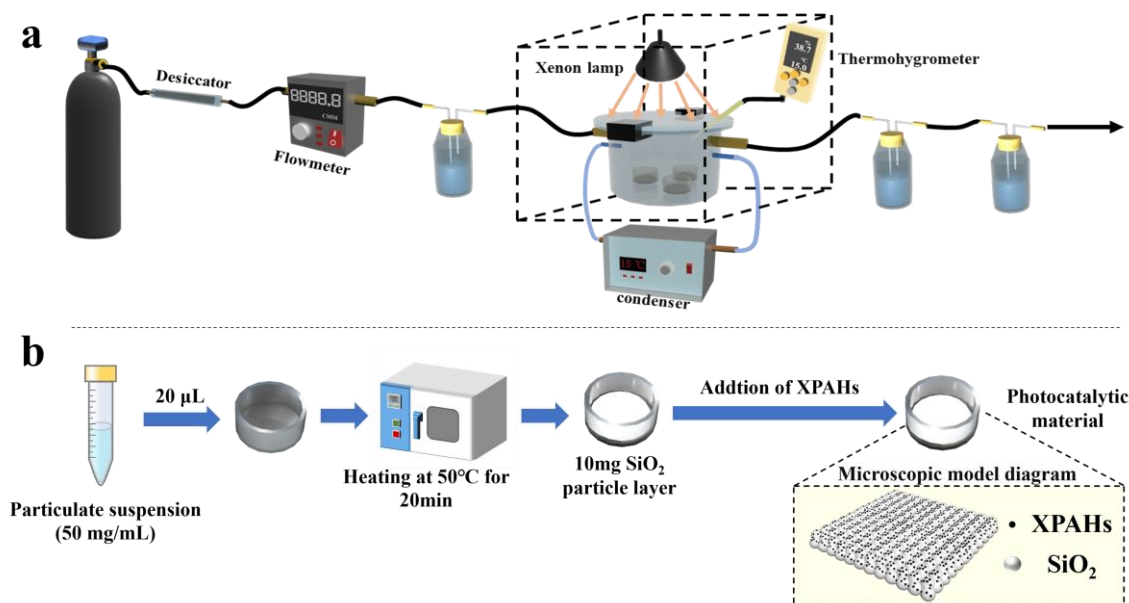 a
Desiccator
8888.8
CMM
Flowmeter
Xenon lamp
%
38.7
℃
15.0
Thermohygrometer
15 ℃
condenser
b
20 μL
Addtion of XPAHs
Photocatalytic
material
Particulate suspension
(50 mg/mL)
Heating at 50°C for
20min
10mg SiO₂
particle layer
Microscopic model diagram
XPAHs
SiO₂